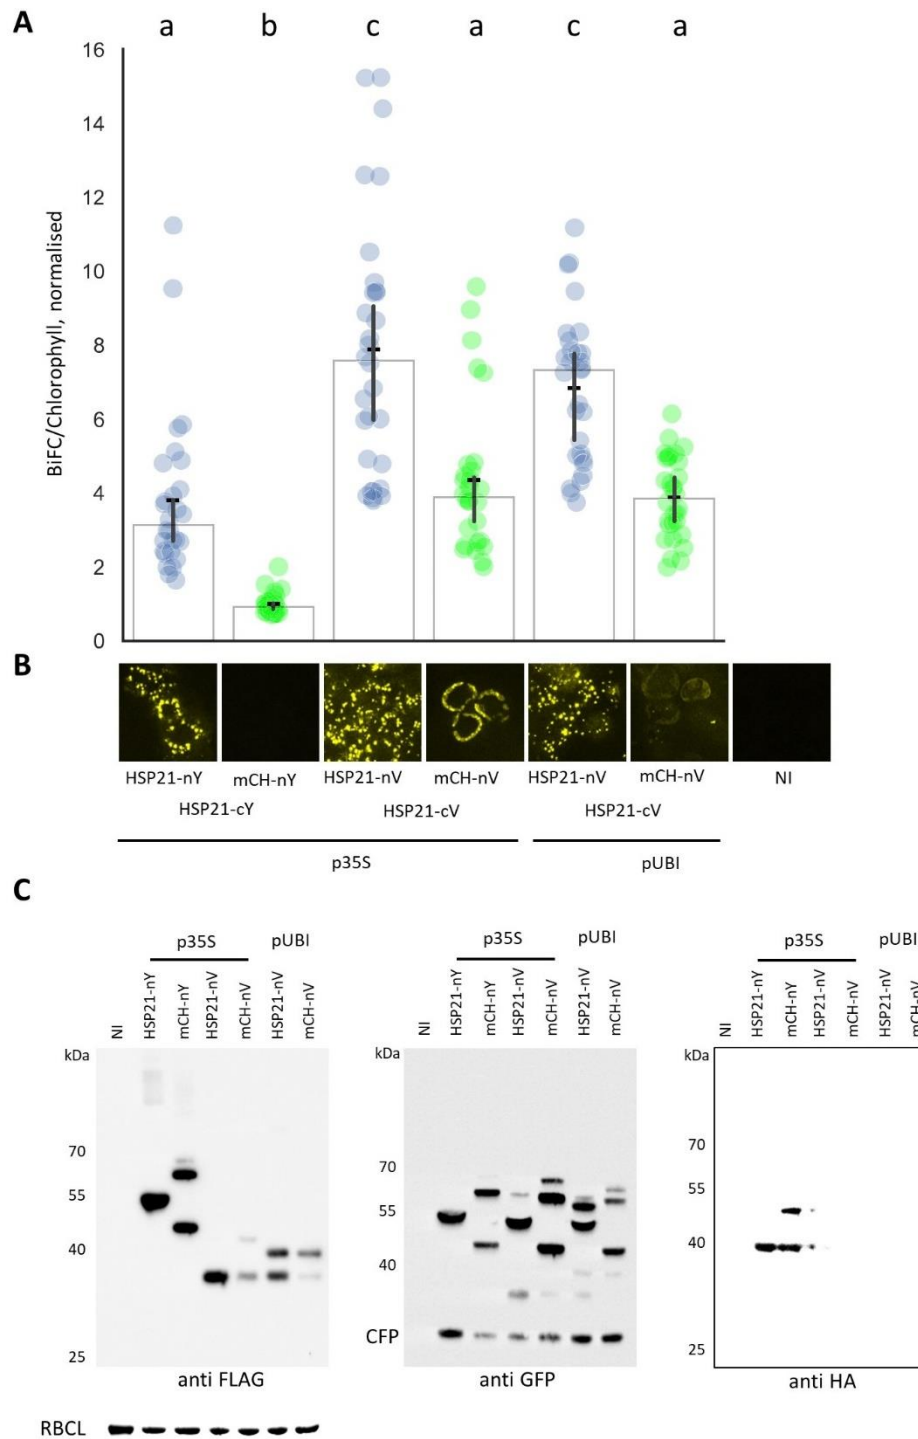 A
a b c a c a
16
14
12
10
8
6
4
2
0
BiFC/Chlorophyll, normalised
B
HSP21-nY mCH-nY HSP21-nV mCH-nV HSP21-nV mCH-nV NI
HSP21-cY HSP21-cV HSP21-cV
p35S pUBI
C
p35S pUBI
NI HSP21-nY mCH-nY HSP21-nV mCH-nV HSP21-nV mCH-nV
kDa
70
55
40
25
anti FLAG
RBCL
p35S pUBI
NI HSP21-nY mCH-nY HSP21-nV mCH-nV HSP21-nV mCH-nV
kDa
70
55
40
CFP
anti GFP
p35S pUBI
NI HSP21-nY mCH-nY HSP21-nV mCH-nV HSP21-nV mCH-nV
kDa
70
55
40
25
anti HA